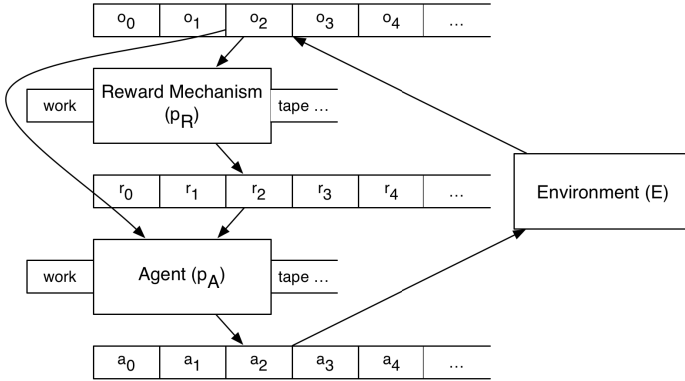 o0 o1 o2 o3 o4 ...
Reward Mechanism
(pR)
work
tape ...
r0 r1 r2 r3 r4 ...
Environment (E)
Agent (pA)
work
tape ...
a0 a1 a2 a3 a4 ...